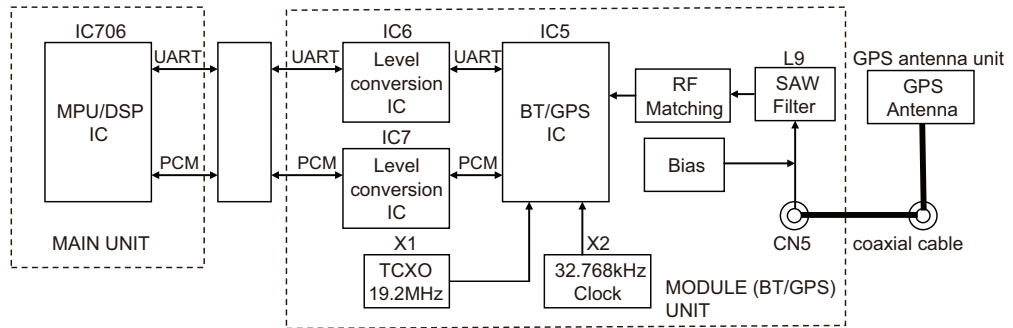 IC706
MPU/DSP
IC
MAIN UNIT
UART
PCM
UART
PCM
IC6
Level
conversion
IC
IC7
Level
conversion
IC
UART
PCM
IC5
BT/GPS
IC
X1
TCXO
19.2MHz
X2
32.768kHz
Clock
RF
Matching
Bias
L9
SAW
Filter
CN5
MODULE (BT/GPS)
UNIT
GPS antenna unit
GPS
Antenna
coaxial cable